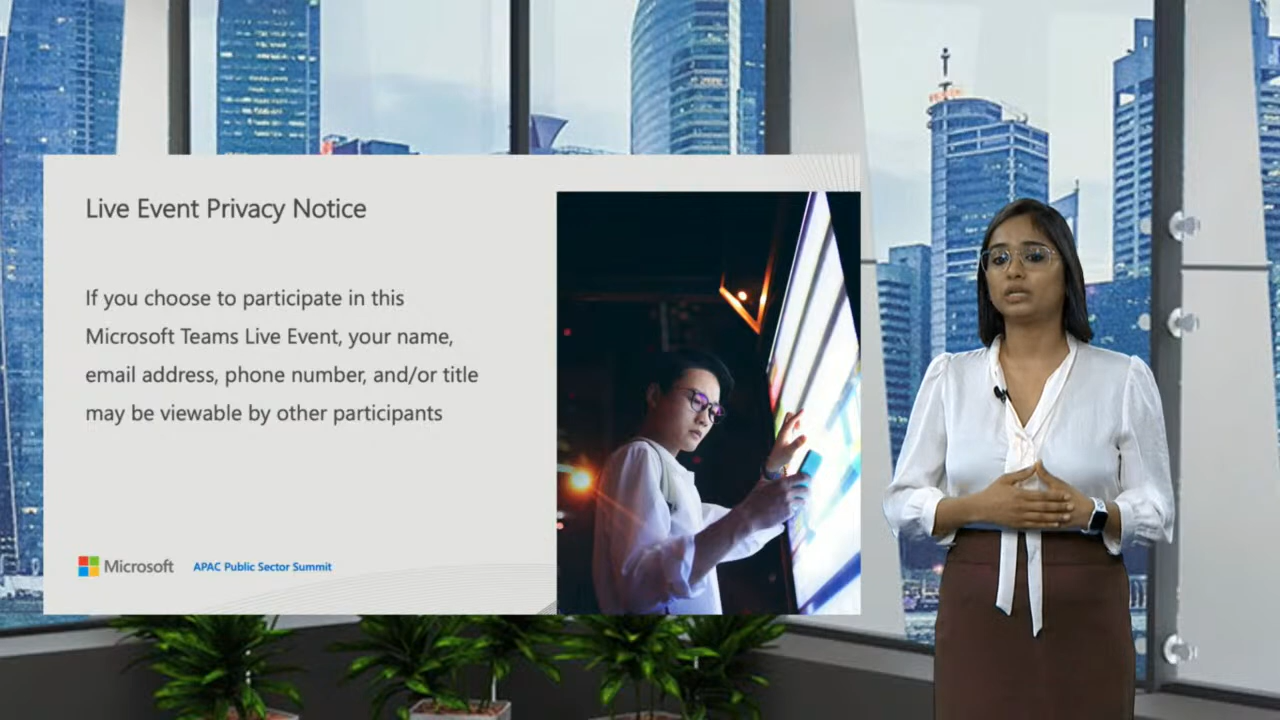 Live Event Privacy Notice
If you choose to participate in this
Microsoft Teams Live Event, your name,
email address, phone number, and/or title
may be viewable by other participants
Microsoft APAC Public Sector Summit